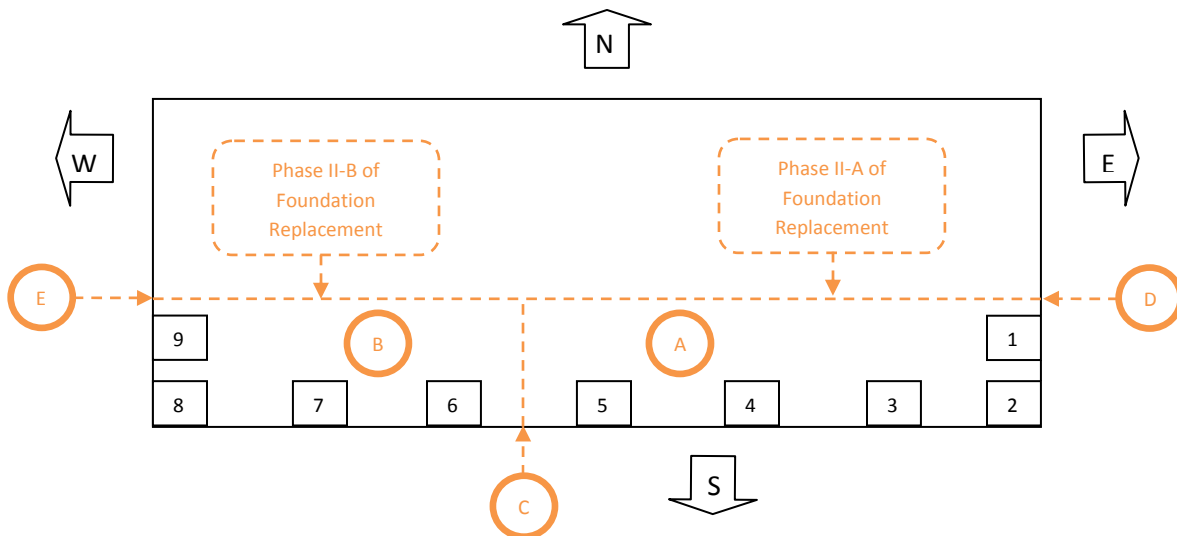 N
W
E
Phase II-B of
Foundation
Replacement
Phase II-A of
Foundation
Replacement
E
D
9
B
A
1
8
7
6
5
4
3
2
C
S